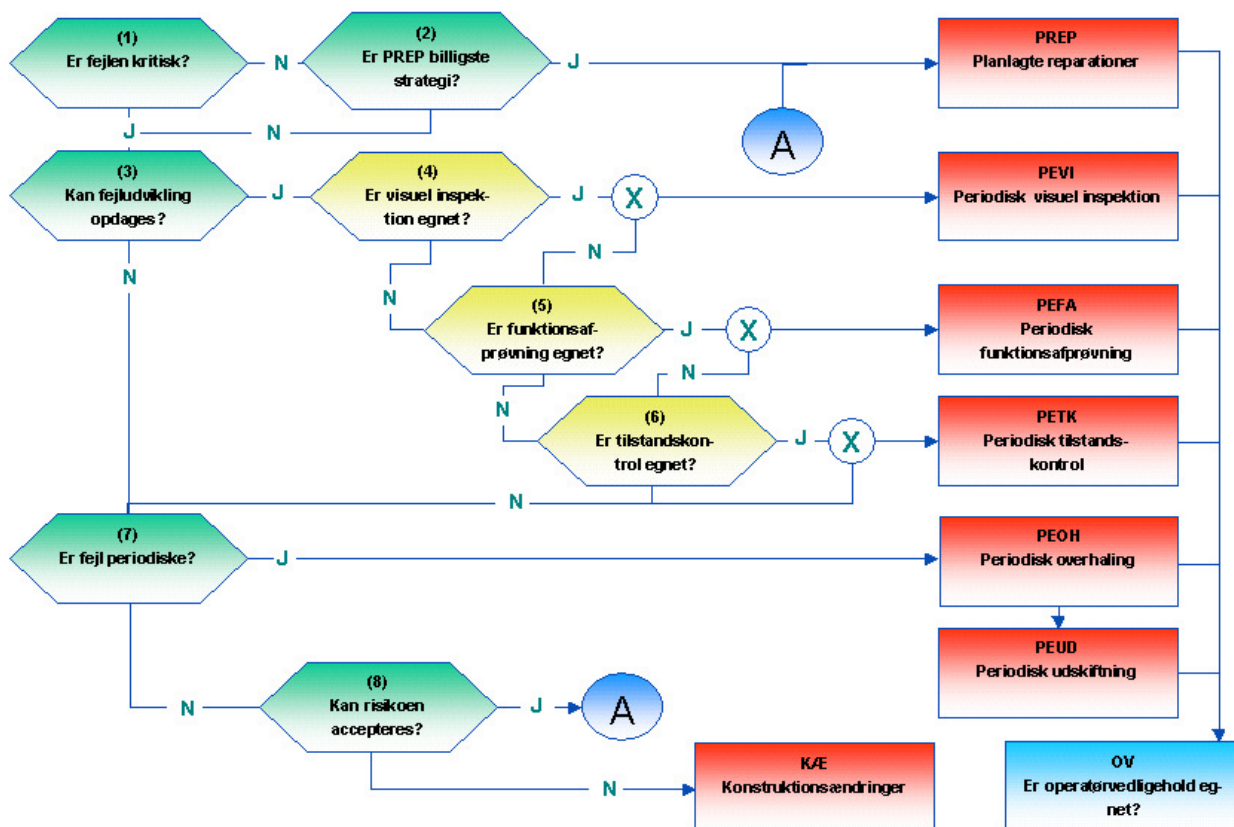 (1)
Er fejlen kritisk?
N
(2)
Er PREP billigste
strategi?
J
PREP
Planlagte reparationer
A
J
N
(3)
Kan fejludvikling
opdages?
J
(4)
Er visuel inspek-
tion egnet?
J
X
PEVI
Periodisk visuel inspektion
N
N
N
(5)
Er funktionsaf-
prøvning egnet?
J
X
PEFA
Periodisk
funktionsafprøvning
N
N
(6)
Er tilstandskon-
trol egnet?
J
X
PETK
Periodisk tilstands-
kontrol
N
(7)
Er fejl periodiske?
J
PEOH
Periodisk overhaling
PEUD
Periodisk udskiftning
N
(8)
Kan risikoen
accepteres?
J
A
N
KÆ
Konstruktionsændringer
OV
Er operatørvedligehold eg-
net?